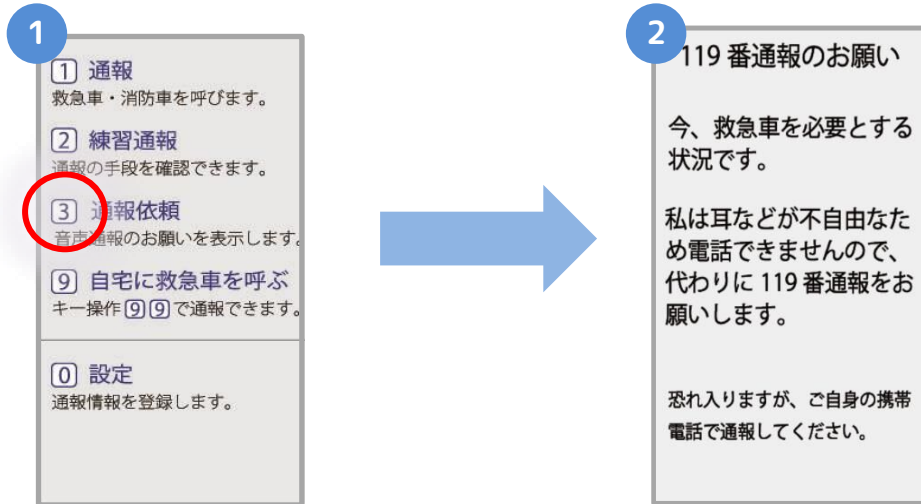 1
1 通報
救急車・消防車を呼びます。
2 練習通報
通報の手段を確認できます。
3 通報依頼
音声通報のお願いを表示します。
9 自宅に救急車を呼ぶ
キー操作99で通報できます。
0 設定
通報情報を登録します。
2
119番通報のお願い
今、救急車を必要とする
状況です。
私は耳などが不自由なた
め電話できませんので、
代わりに119番通報をお
願いします。
恐れ入りますが、ご自身の携帯
電話で通報してください。